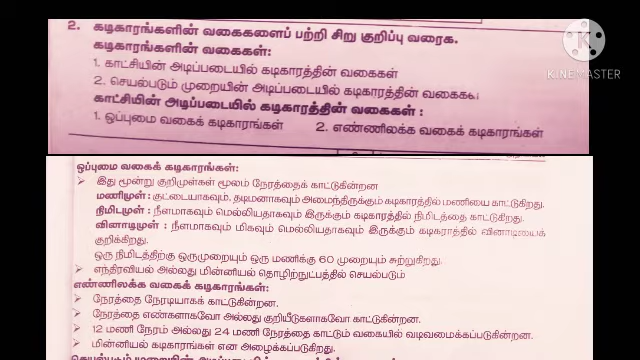 2. கடிகாரங்களின் வகைகளைப் பற்றி சிறு குறிப்பு வரைக.
கடிகாரங்களின் வகைகள்:
1. காட்சியின் அடிப்படையில் கடிகாரத்தின் வகைகள்
2. செயல்படும் முறையின் அடிப்படையில் கடிகாரத்தின்
காட்சியின் அடிப்படையில் கடிகாரத்தின் வகைகள் :
1. ஒப்புமை வகைக் கடிகாரங்கள் 2. எண்ணிலக்க வகைக் கடிகாரங்கள்
KINEMASTER
ஒப்புமை வகைக் கடிகாரங்கள்:
➢ இது மூன்று குறிமுள்கள் மூலம் நேரத்தைக் காட்டுகின்றன
மணிமுள் : குட்டையாகவும், தடிமனாகவும் அமைந்திருக்கும் கடிகாரத்தில் மணியை காட்டுகிறது.
நிமிடமுள் : நீளமாகவும் மெல்லியதாகவும் இருக்கும் கடிகாரத்தில் நிமிடத்தை காட்டுகிறது.
வினாடிமுள் : நீளமாகவும் மிகவும் மெல்லியதாகவும் இருக்கும் கடிகாரத்தில் வினாடியைக்
குறிக்கிறது.
ஒரு நிமிடத்திற்கு ஒருமுறையும் ஒரு மணிக்கு 60 முறையும் சுற்றுகிறது.
➢ எந்திரவியல் அல்லது மின்னியல் தொழிற்நுட்பத்தில் செயல்படும்
எண்ணிலக்க வகைக் கடிகாரங்கள்:
➢ நேரத்தை நேரடியாகக் காட்டுகின்றன.
➢ நேரத்தை எண்களாகவோ அல்லது குறியீடுகளாகவோ காட்டுகின்றன.
➢ 12 மணி நேரம் அல்லது 24 மணி நேரத்தை காட்டும் வகையில் வடிவமைக்கப்படுகின்றன.
➢ மின்னியல் கடிகாரங்கள் என அழைக்கப்படுகிறது.